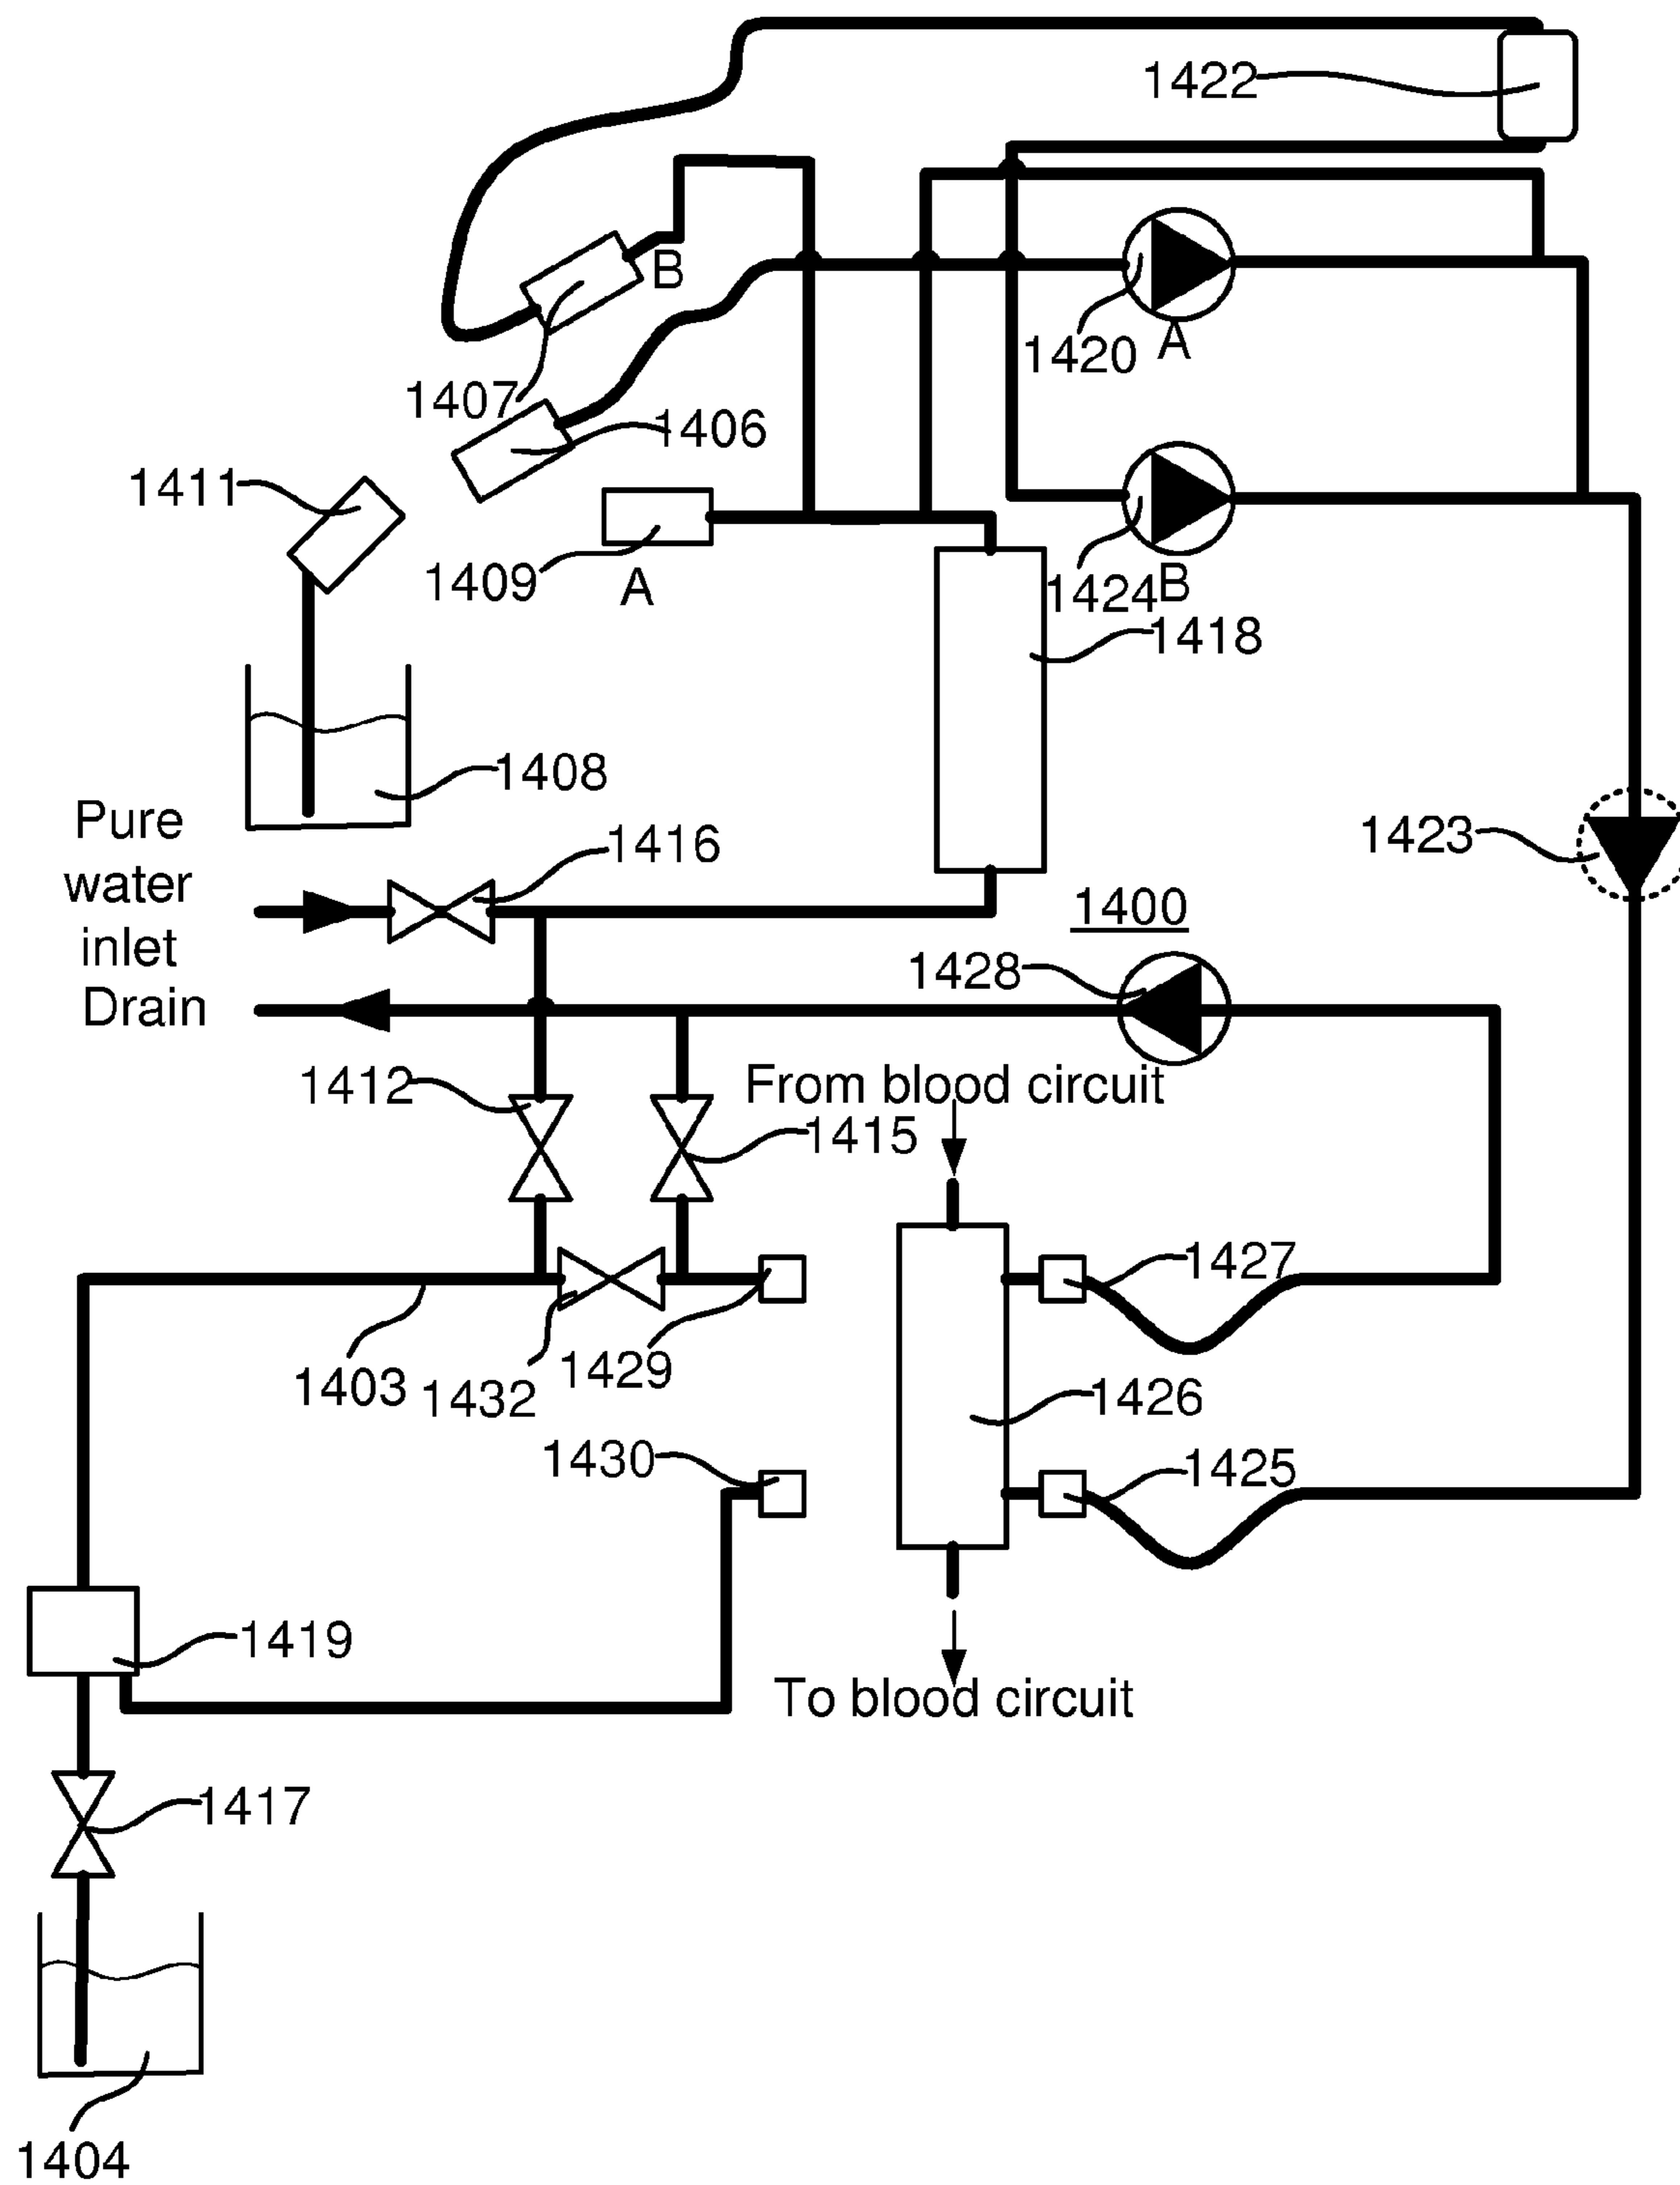 1422
B
1420
A
1407
1406
1411
1409
A
1424
B
1418
1408
Pure
water
inlet
1416
1423
1400
Drain
1428
1412
From blood circuit
1415
1427
1403
1432
1429
1426
1430
1425
1419
To blood circuit
1417
1404